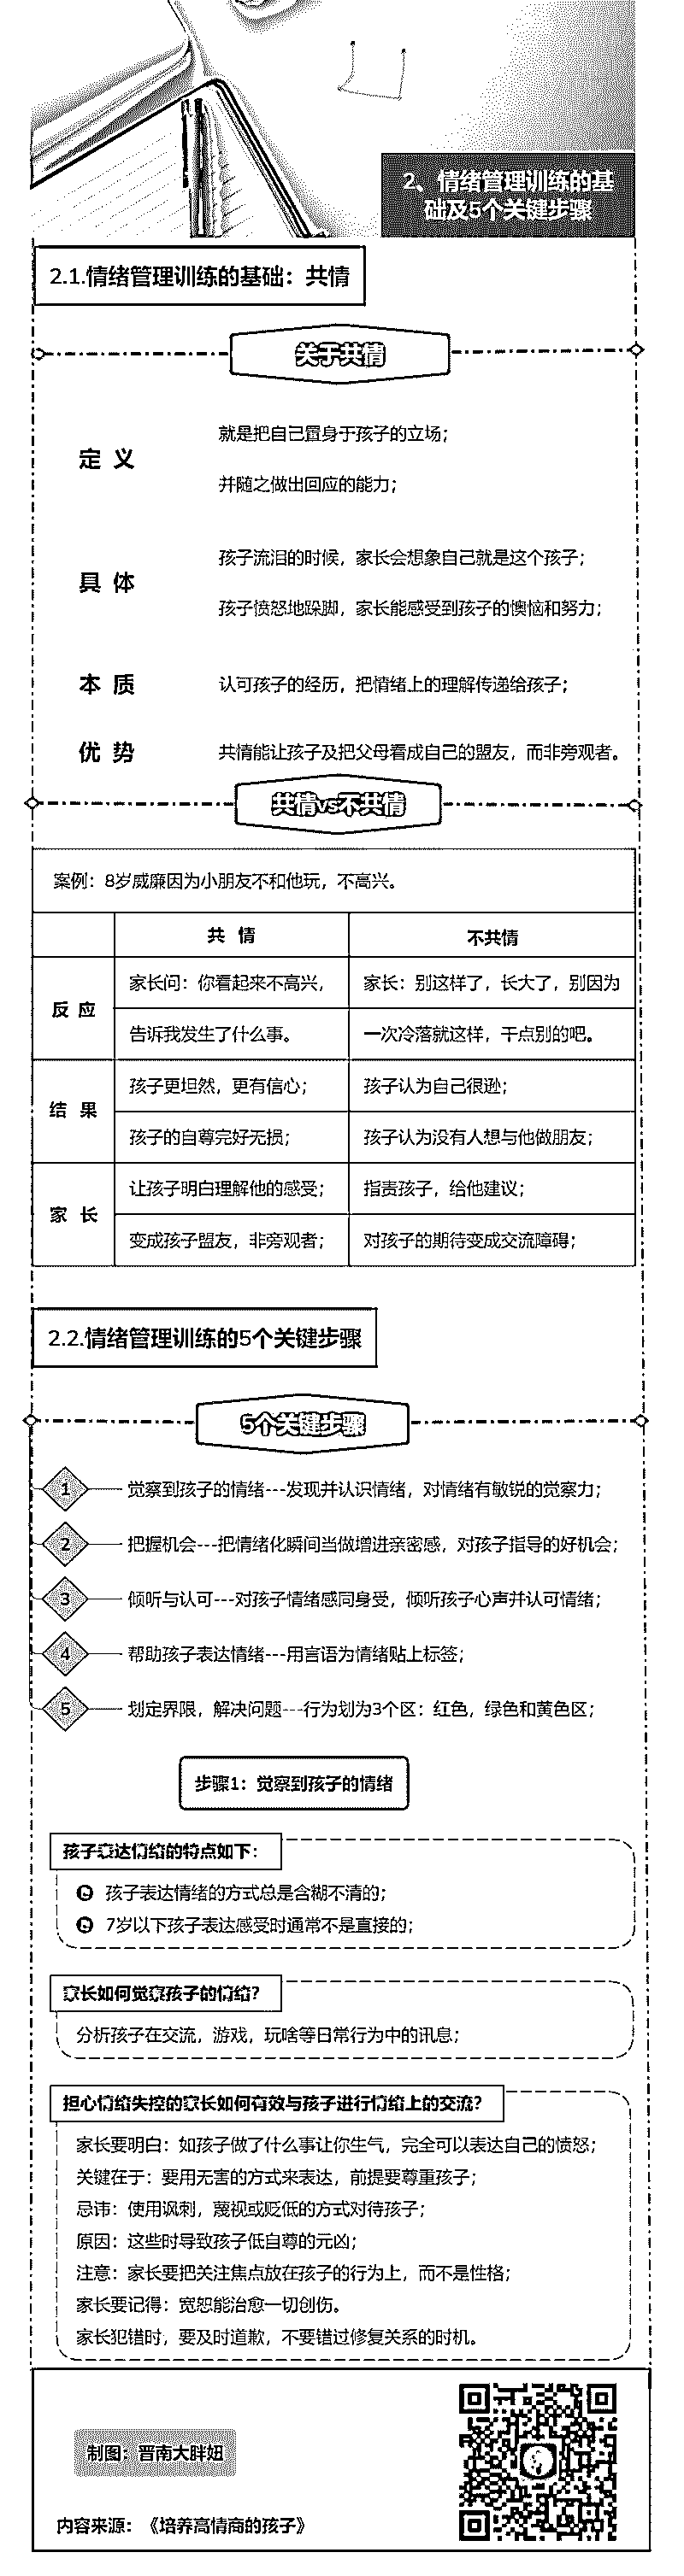 2、情绪管理训练的基
础及5个关键步骤
2.1.情绪管理训练的基础：共情
关于共情
定 义
就是把自己置身于孩子的立场；
并随之做出回应的能力；
具 体
孩子流泪的时候，家长会想象自己就是这个孩子；
孩子愤怒地跺脚，家长能感受到孩子的懊恼和努力；
本 质
认可孩子的经历，把情绪上的理解传递给孩子；
优 势
共情能让孩子及把父母看成自己的盟友，而非旁观者。
共情vs不共情
案例：8岁威廉因为小朋友不和他玩，不高兴。
共 情
不共情
反 应
家长问：你看起来不高兴，
家长：别这样了，长大了，别因为
告诉我发生了什么事。
一次冷落就这样，干点别的吧。
结 果
孩子更坦然，更有信心；
孩子认为自己很逊；
孩子的自尊完好无损；
孩子认为没有人想与他做朋友；
家 长
让孩子明白理解他的感受；
指责孩子，给他建议；
变成孩子盟友，非旁观者；
对孩子的期待变成交流障碍；
2.2.情绪管理训练的5个关键步骤
5个关键步骤
1 觉察到孩子的情绪---发现并认识情绪，对情绪有敏锐的觉察力；
2 把握机会---把情绪化瞬间当做增进亲密感，对孩子指导的好机会；
3 倾听与认可---对孩子情绪感同身受，倾听孩子心声并认可情绪；
4 帮助孩子表达情绪---用言语为情绪贴上标签；
5 划定界限，解决问题---行为划为3个区：红色，绿色和黄色区；
步骤1：觉察到孩子的情绪
孩子表达情绪的特点如下：
孩子表达情绪的方式总是含糊不清的；
7岁以下孩子表达感受时通常不是直接的；
家长如何觉察孩子的情绪？
分析孩子在交流，游戏，玩啥等日常行为中的讯息；
担心情绪失控的家长如何有效与孩子进行情绪上的交流？
家长要明白：如孩子做了什么事让你生气，完全可以表达自己的愤怒；
关键在于：要用无害的方式来表达，前提要尊重孩子；
忌讳：使用讽刺，蔑视或贬低的方式对待孩子；
原因：这些时导致孩子低自尊的元凶；
注意：家长要把关注焦点放在孩子的行为上，而不是性格；
家长要记得：宽恕能治愈一切创伤。
家长犯错时，要及时道歉，不要错过修复关系的时机。
制图：晋南大胖妞
内容来源：《培养高情商的孩子》